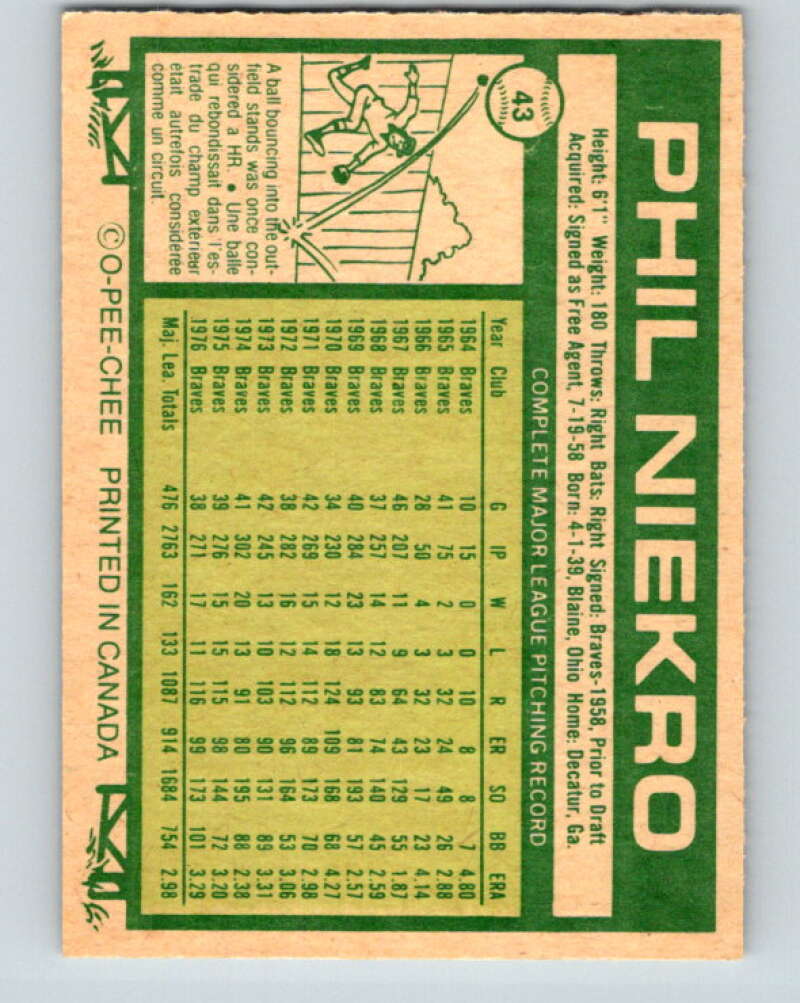 43
PHIL NIEKRO
Height: 6'1" Weight: 180 Throws: Right Bats: Right Signed: Braves-1958, Prior to Draft
Acquired: Signed as Free Agent, 7-19-58 Born: 4-1-39, Blaine, Ohio Home: Decatur, Ga.
A ball bouncing into the out-
field stands was once con-
sidered a HR. • Une balle
qui rebondissait dans l'es-
trade du champ extérieur
était autrefois considereée
comme un circuit.
COMPLETE MAJOR LEAGUE PITCHING RECORD
Year Club G IP W L R ER SO BB ERA
1964 Braves 10 15 0 0 10 8 8 7 4.80
1965 Braves 41 75 2 3 32 24 49 26 2.88
1966 Braves 28 50 4 3 32 23 17 23 4.14
1967 Braves 46 207 11 9 64 43 129 55 1.87
1968 Braves 37 257 14 12 83 74 140 45 2.59
1969 Braves 40 284 23 13 93 81 193 57 2.57
1970 Braves 34 230 12 18 124 109 168 68 4.27
1971 Braves 42 269 15 14 112 89 173 70 2.98
1972 Braves 38 282 16 12 112 96 164 53 3.06
1973 Braves 42 245 13 10 103 90 131 89 3.31
1974 Braves 41 302 20 13 91 80 195 88 2.38
1975 Braves 39 276 15 15 115 98 144 72 3.20
1976 Braves 38 271 17 11 116 99 173 101 3.29
Maj. Lea. Totals 476 2763 162 133 1087 914 1684 754 2.98
© O-PEE-CHEE PRINTED IN CANADA